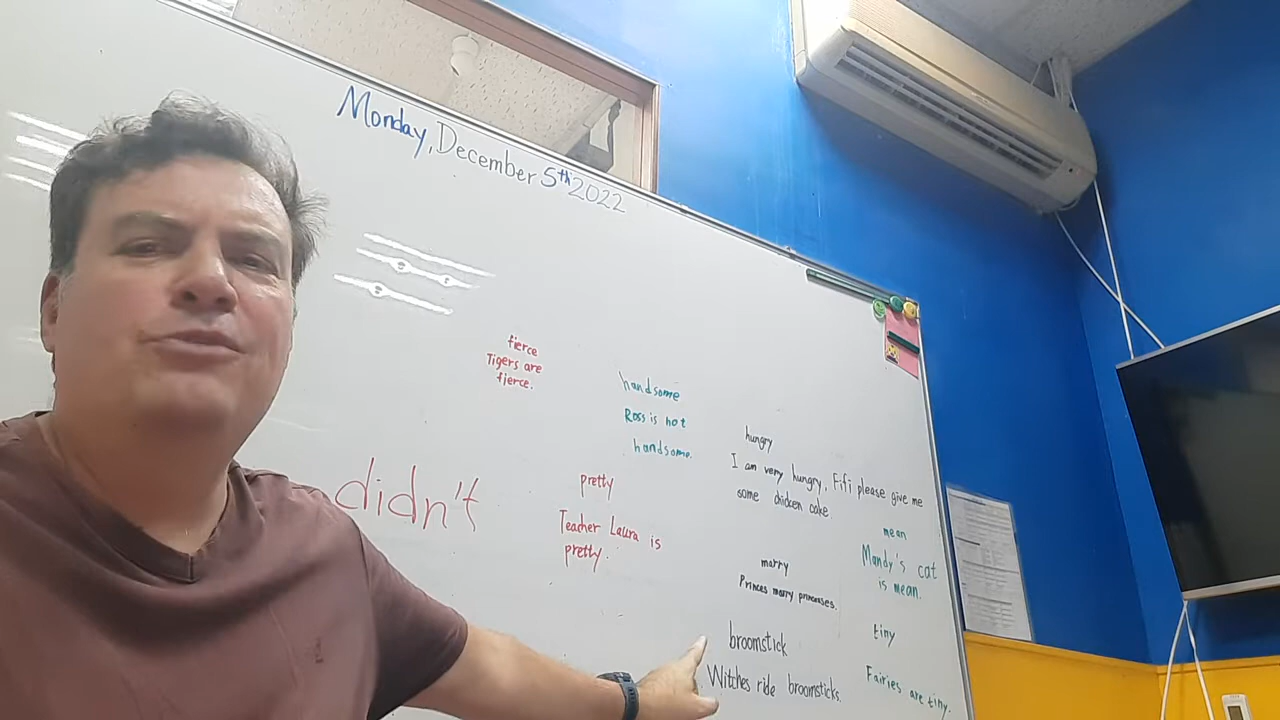 Monday, December 5th 2022
fierce
Tigers are
fierce.
handsome
Ross is not
handsome.
didn't
pretty
Teacher Laura is
pretty.
hungry
I am very hungry, Fifi please give me
some chicken cake.
marry
Princes marry princesses.
broomstick
Witches ride broomsticks.
mean
Mandy's cat
is mean.
tiny
Fairies are tiny.